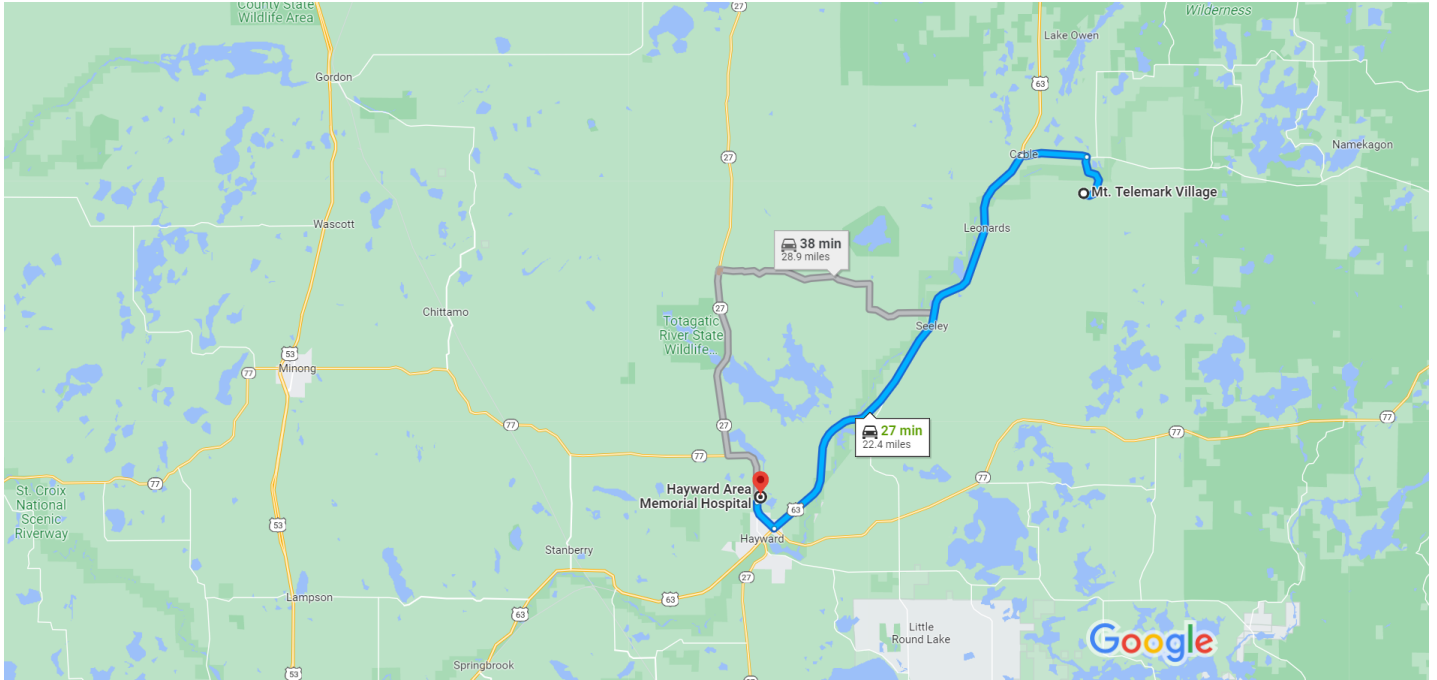 County State
Wildlife Area
27
Wilderness
Lake Owen
Gordon
63
53
27
Cable
Namekagon
Mt. Telemark Village
Wascott
Leonards
38 min
28.9 miles
Chittamo
27
Totagatic
River State
Wildlife...
Seeley
53
Minong
77
77
27
77
27 min
22.4 miles
77
77
77
77
St. Croix
National
Scenic
Riverway
Hayward Area
Memorial Hospital
63
53
Hayward
Stanberry
27
Lampson
63
63
Little
Round Lake
Google
Springbrook
53